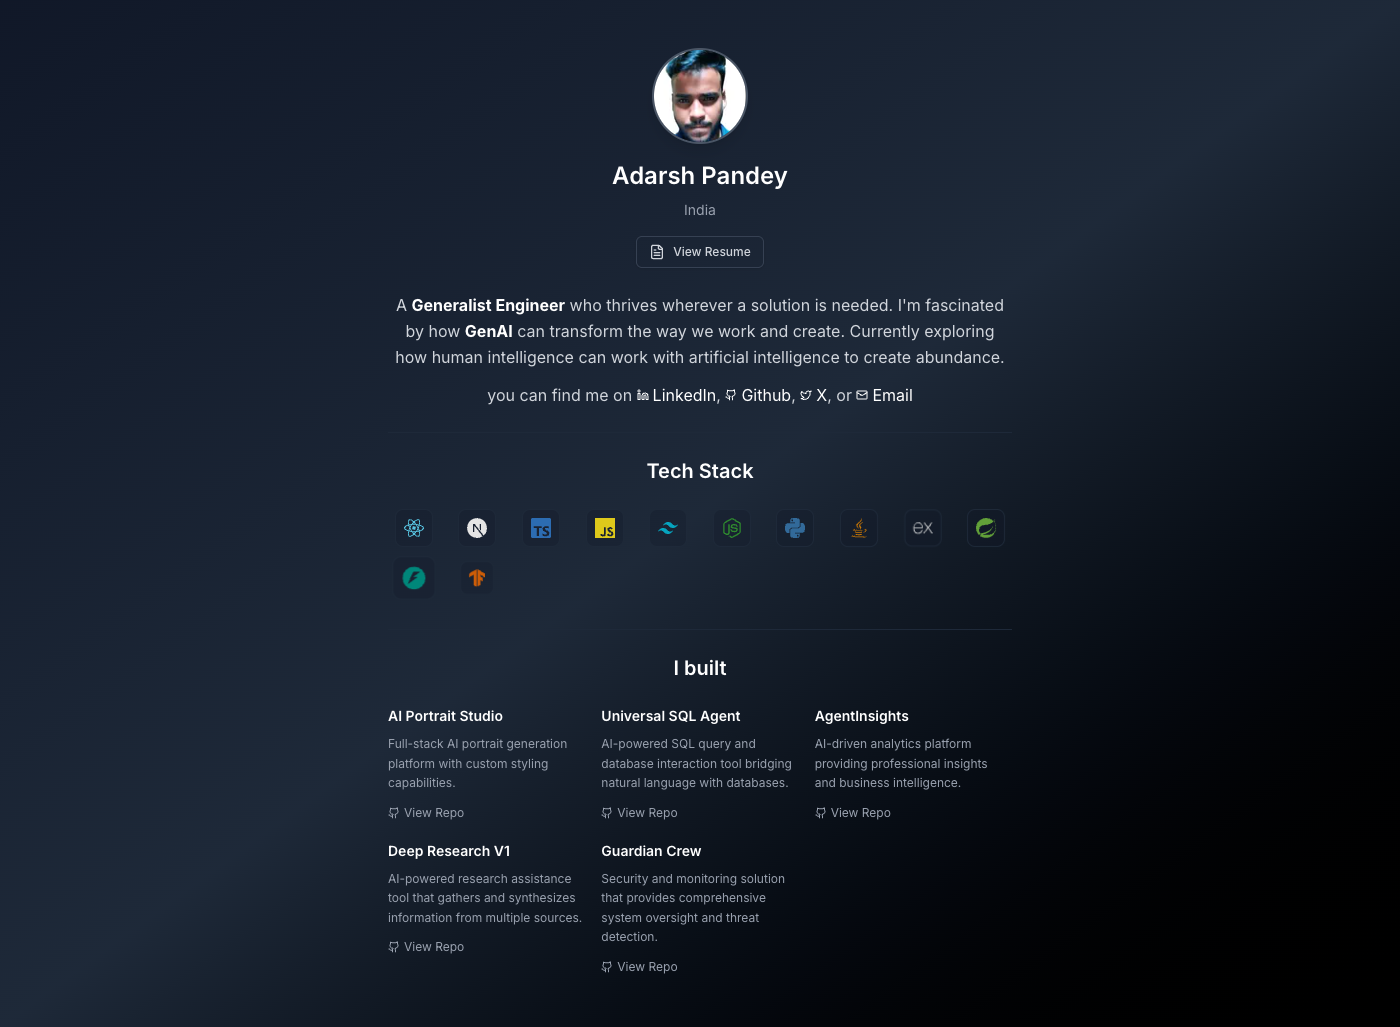 Adarsh Pandey
India
View Resume
A Generalist Engineer who thrives wherever a solution is needed. I'm fascinated
by how GenAI can transform the way we work and create. Currently exploring
how human intelligence can work with artificial intelligence to create abundance.
you can find me on LinkedIn, Github, X, or Email
Tech Stack
N TS JS JS ex
I built
AI Portrait Studio
Full-stack AI portrait generation
platform with custom styling
capabilities.
View Repo
Universal SQL Agent
AI-powered SQL query and
database interaction tool bridging
natural language with databases.
View Repo
AgentInsights
AI-driven analytics platform
providing professional insights
and business intelligence.
View Repo
Deep Research V1
AI-powered research assistance
tool that gathers and synthesizes
information from multiple sources.
View Repo
Guardian Crew
Security and monitoring solution
that provides comprehensive
system oversight and threat
detection.
View Repo